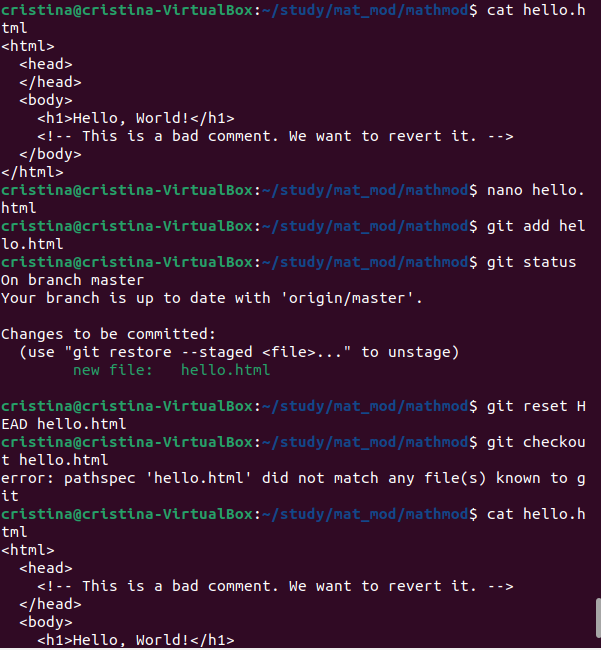 cristina@cristina-VirtualBox:~/study/mat_mod/mathmod$ cat hello.h
tml
<html>
  <head>
  </head>
  <body>
    <h1>Hello, World!</h1>
    <!-- This is a bad comment. We want to revert it. -->
  </body>
</html>
cristina@cristina-VirtualBox:~/study/mat_mod/mathmod$ nano hello.
html
cristina@cristina-VirtualBox:~/study/mat_mod/mathmod$ git add hel
lo.html
cristina@cristina-VirtualBox:~/study/mat_mod/mathmod$ git status
On branch master
Your branch is up to date with 'origin/master'.

Changes to be committed:
  (use "git restore --staged <file>..." to unstage)
        new file:   hello.html

cristina@cristina-VirtualBox:~/study/mat_mod/mathmod$ git reset H
EAD hello.html
cristina@cristina-VirtualBox:~/study/mat_mod/mathmod$ git checkou
t hello.html
error: pathspec 'hello.html' did not match any file(s) known to g
it
cristina@cristina-VirtualBox:~/study/mat_mod/mathmod$ cat hello.h
tml
<html>
  <head>
    <!-- This is a bad comment. We want to revert it. -->
  </head>
  <body>
    <h1>Hello, World!</h1>